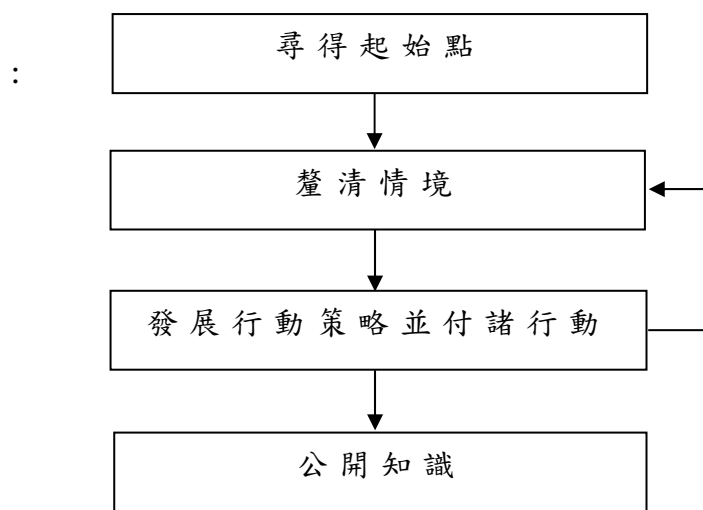 尋得起始點
：
釐清情境
發展行動策略並付諸行動
公開知識